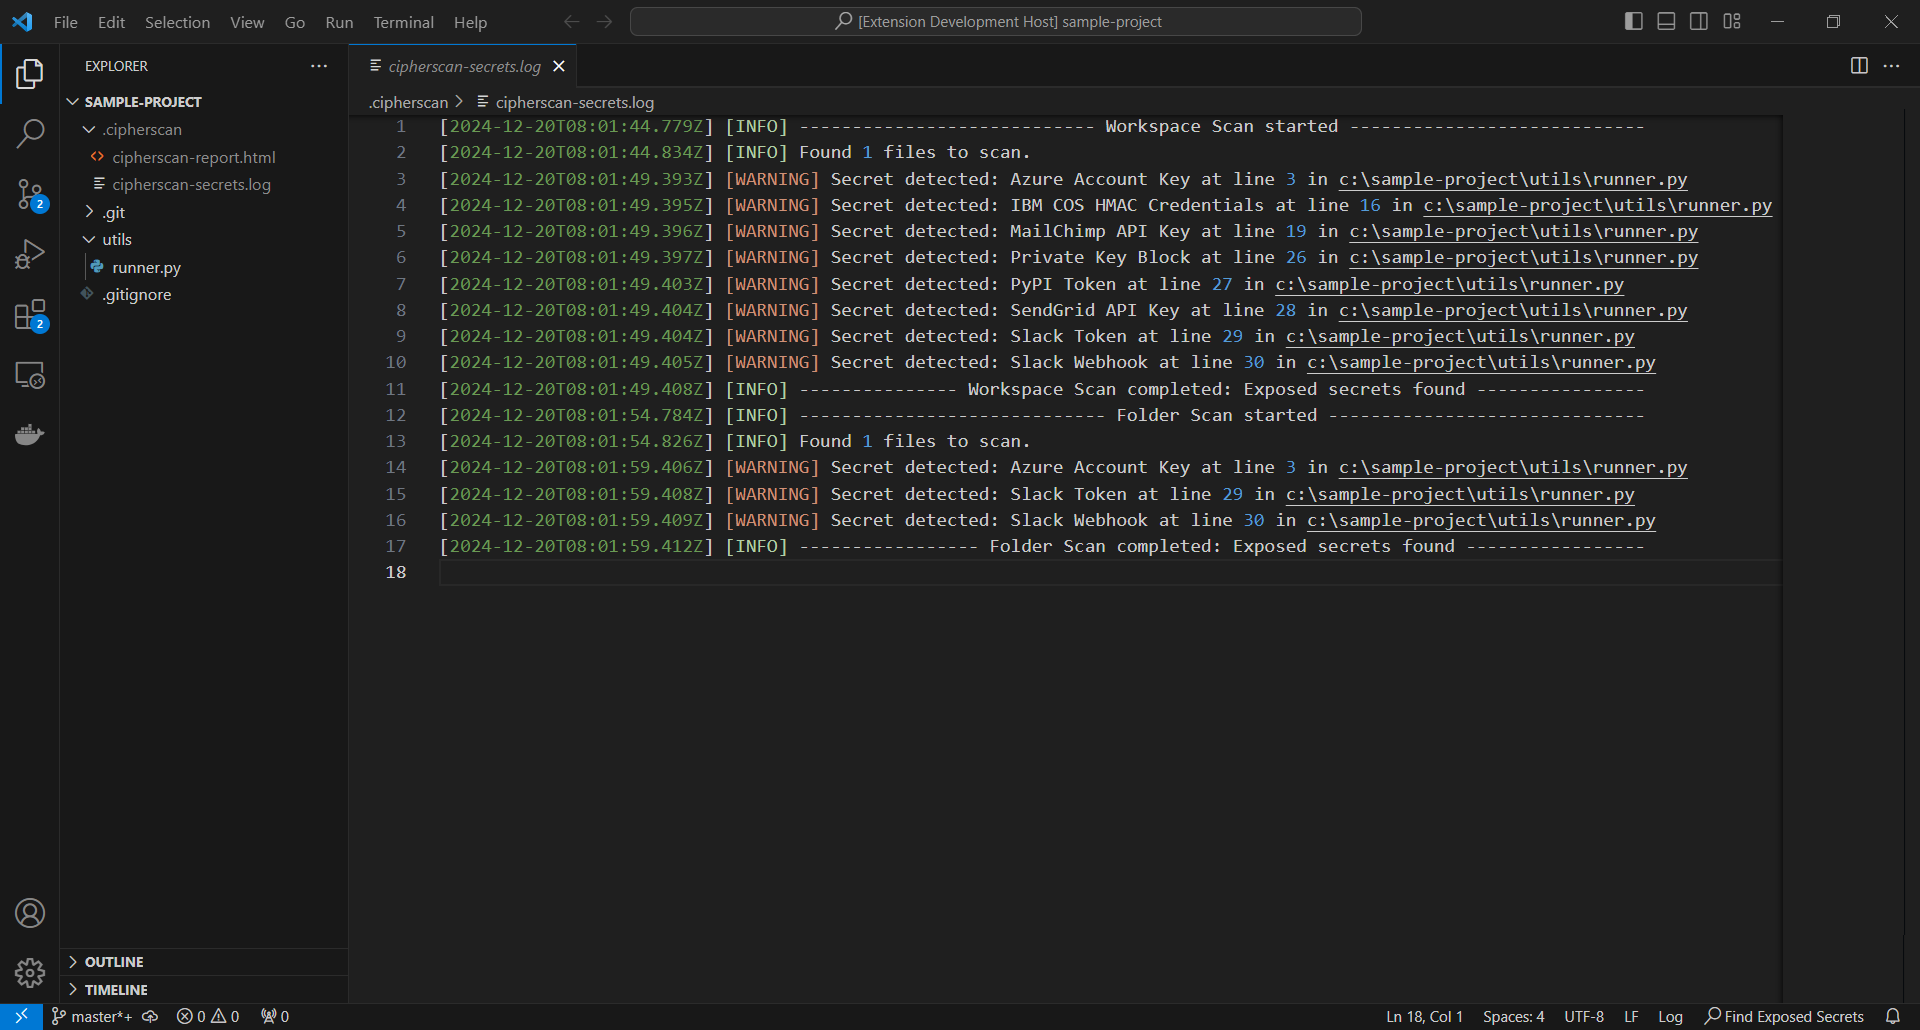 File Edit Selection View Go Run Terminal Help
[Extension Development Host] sample-project
EXPLORER
SAMPLE-PROJECT
.cipherscan
cipherscan-report.html
cipherscan-secrets.log
.git
utils
runner.py
.gitignore
2
2
OUTLINE
TIMELINE
cipherscan-secrets.log
.cipherscan > cipherscan-secrets.log
1 [2024-12-20T08:01:44.779Z] [INFO] ---------------------------- Workspace Scan started ----------------------------
2 [2024-12-20T08:01:44.834Z] [INFO] Found 1 files to scan.
3 [2024-12-20T08:01:49.393Z] [WARNING] Secret detected: Azure Account Key at line 3 in c:\sample-project\utils\runner.py
4 [2024-12-20T08:01:49.395Z] [WARNING] Secret detected: IBM COS HMAC Credentials at line 16 in c:\sample-project\utils\runner.py
5 [2024-12-20T08:01:49.396Z] [WARNING] Secret detected: MailChimp API Key at line 19 in c:\sample-project\utils\runner.py
6 [2024-12-20T08:01:49.397Z] [WARNING] Secret detected: Private Key Block at line 26 in c:\sample-project\utils\runner.py
7 [2024-12-20T08:01:49.403Z] [WARNING] Secret detected: PyPI Token at line 27 in c:\sample-project\utils\runner.py
8 [2024-12-20T08:01:49.404Z] [WARNING] Secret detected: SendGrid API Key at line 28 in c:\sample-project\utils\runner.py
9 [2024-12-20T08:01:49.404Z] [WARNING] Secret detected: Slack Token at line 29 in c:\sample-project\utils\runner.py
10 [2024-12-20T08:01:49.405Z] [WARNING] Secret detected: Slack Webhook at line 30 in c:\sample-project\utils\runner.py
11 [2024-12-20T08:01:49.408Z] [INFO] --------------- Workspace Scan completed: Exposed secrets found ----------------
12 [2024-12-20T08:01:54.784Z] [INFO] ----------------------------- Folder Scan started ------------------------------
13 [2024-12-20T08:01:54.826Z] [INFO] Found 1 files to scan.
14 [2024-12-20T08:01:59.406Z] [WARNING] Secret detected: Azure Account Key at line 3 in c:\sample-project\utils\runner.py
15 [2024-12-20T08:01:59.408Z] [WARNING] Secret detected: Slack Token at line 29 in c:\sample-project\utils\runner.py
16 [2024-12-20T08:01:59.409Z] [WARNING] Secret detected: Slack Webhook at line 30 in c:\sample-project\utils\runner.py
17 [2024-12-20T08:01:59.412Z] [INFO] ----------------- Folder Scan completed: Exposed secrets found -----------------
18
master*+ 0 0 0 Ln 18, Col 1 Spaces: 4 UTF-8 LF Log Find Exposed Secrets